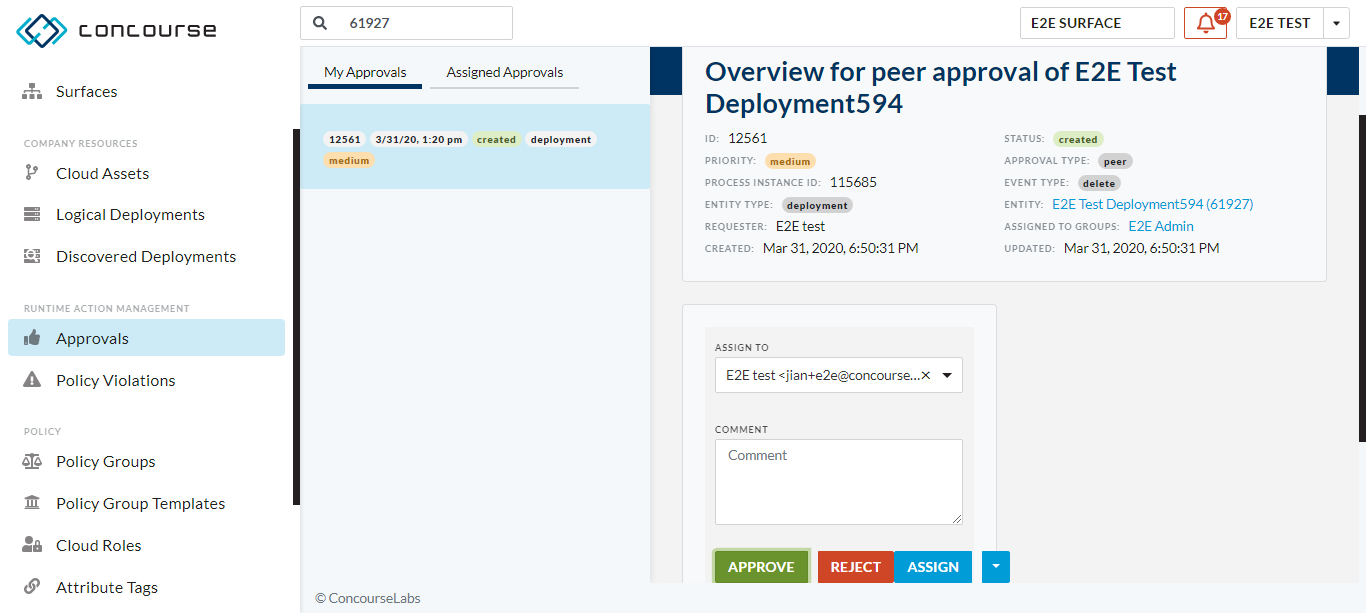 concourse
61927
E2E SURFACE
17
E2E TEST
Surfaces
COMPANY RESOURCES
Cloud Assets
Logical Deployments
Discovered Deployments
RUNTIME ACTION MANAGEMENT
Approvals
Policy Violations
POLICY
Policy Groups
Policy Group Templates
Cloud Roles
Attribute Tags
My Approvals
Assigned Approvals
12561 3/31/20, 1:20 pm created deployment
medium
Overview for peer approval of E2E Test
Deployment594
ID: 12561
STATUS: created
PRIORITY: medium
APPROVAL TYPE: peer
PROCESS INSTANCE ID: 115685
EVENT TYPE: delete
ENTITY TYPE: deployment
ENTITY: E2E Test Deployment594 (61927)
REQUESTER: E2E test
ASSIGNED TO GROUPS: E2E Admin
CREATED: Mar 31, 2020, 6:50:31 PM
UPDATED: Mar 31, 2020, 6:50:31 PM
ASSIGN TO
E2E test <jian+e2e@concourse...×
COMMENT
Comment
APPROVE
REJECT
ASSIGN
© ConcourseLabs